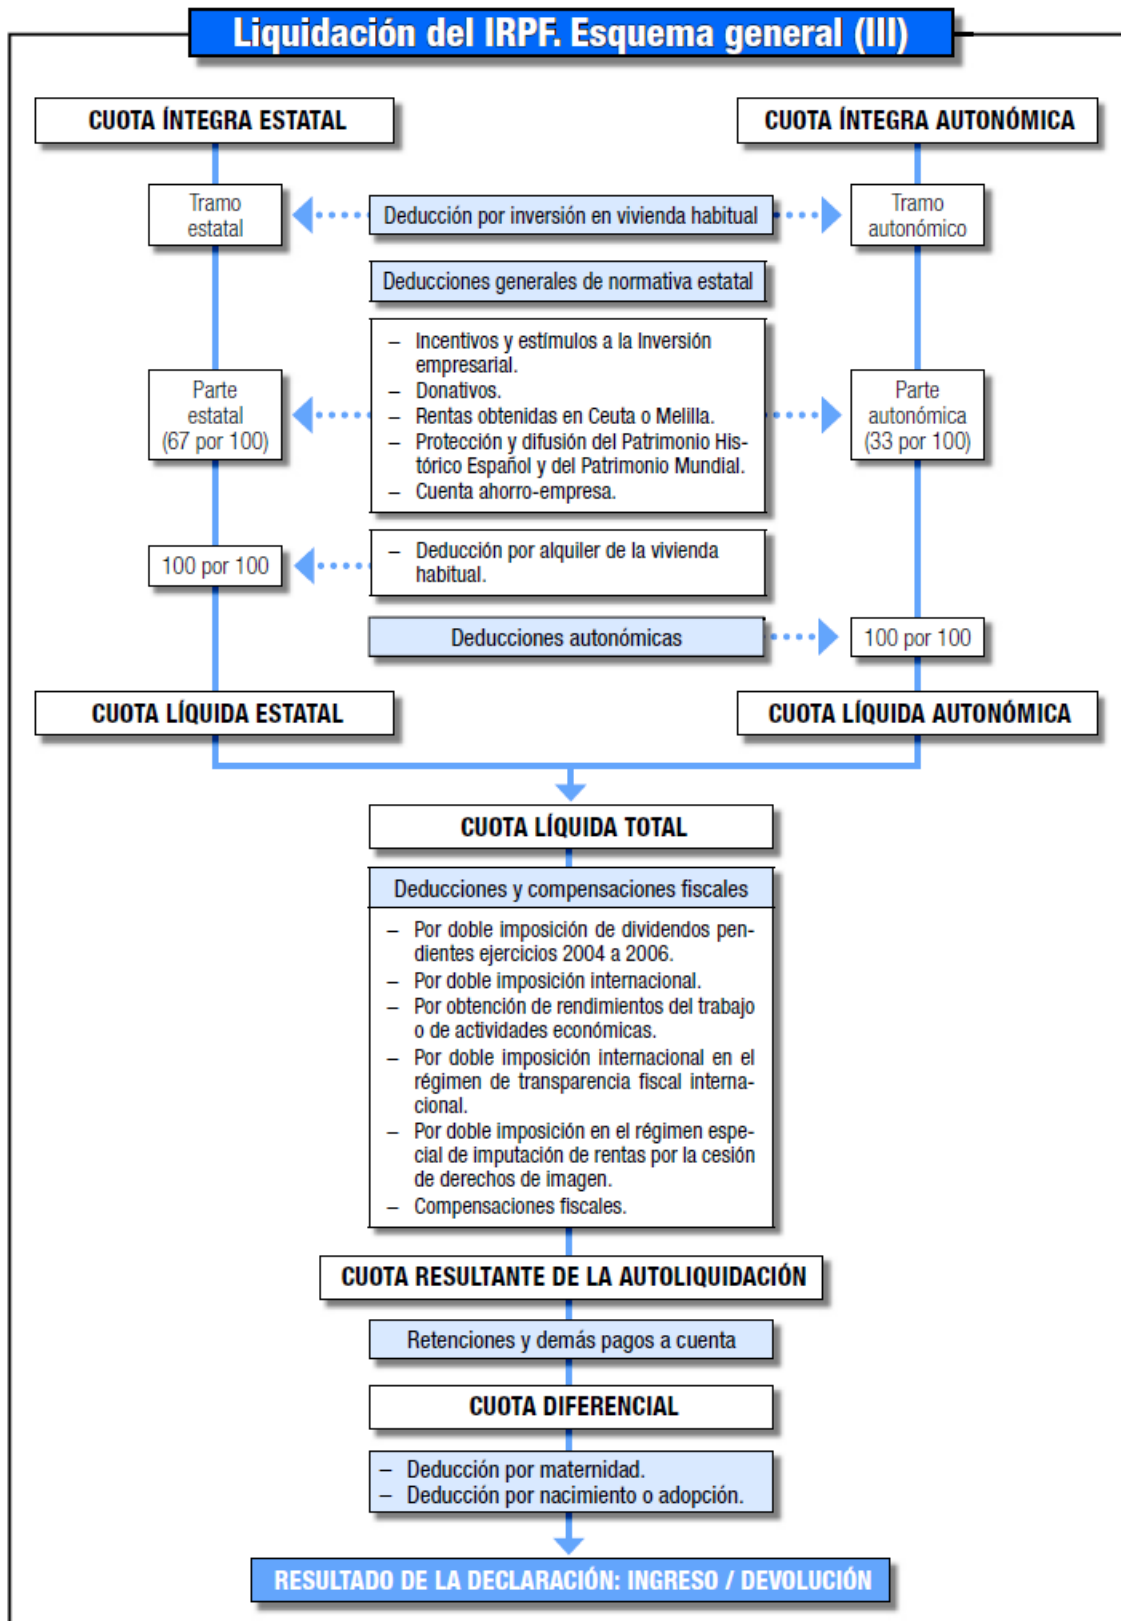 Liquidación del IRPF. Esquema general (III)
CUOTA ÍNTEGRA ESTATAL
CUOTA ÍNTEGRA AUTONÓMICA
Tramo
estatal
Deducción por inversión en vivienda habitual
Tramo
autonómico
Deducciones generales de normativa estatal
Parte
estatal
(67 por 100)
– Incentivos y estímulos a la Inversión
empresarial.
– Donativos.
– Rentas obtenidas en Ceuta o Melilla.
– Protección y difusión del Patrimonio His-
tórico Español y del Patrimonio Mundial.
– Cuenta ahorro-empresa.
Parte
autonómica
(33 por 100)
100 por 100
– Deducción por alquiler de la vivienda
habitual.
Deducciones autonómicas
100 por 100
CUOTA LÍQUIDA ESTATAL
CUOTA LÍQUIDA AUTONÓMICA
CUOTA LÍQUIDA TOTAL
Deducciones y compensaciones fiscales
– Por doble imposición de dividendos pen-
dientes ejercicios 2004 a 2006.
– Por doble imposición internacional.
– Por obtención de rendimientos del trabajo
o de actividades económicas.
– Por doble imposición internacional en el
régimen de transparencia fiscal interna-
cional.
– Por doble imposición en el régimen espe-
cial de imputación de rentas por la cesión
de derechos de imagen.
– Compensaciones fiscales.
CUOTA RESULTANTE DE LA AUTOLIQUIDACIÓN
Retenciones y demás pagos a cuenta
CUOTA DIFERENCIAL
– Deducción por maternidad.
– Deducción por nacimiento o adopción.
RESULTADO DE LA DECLARACIÓN: INGRESO / DEVOLUCIÓN